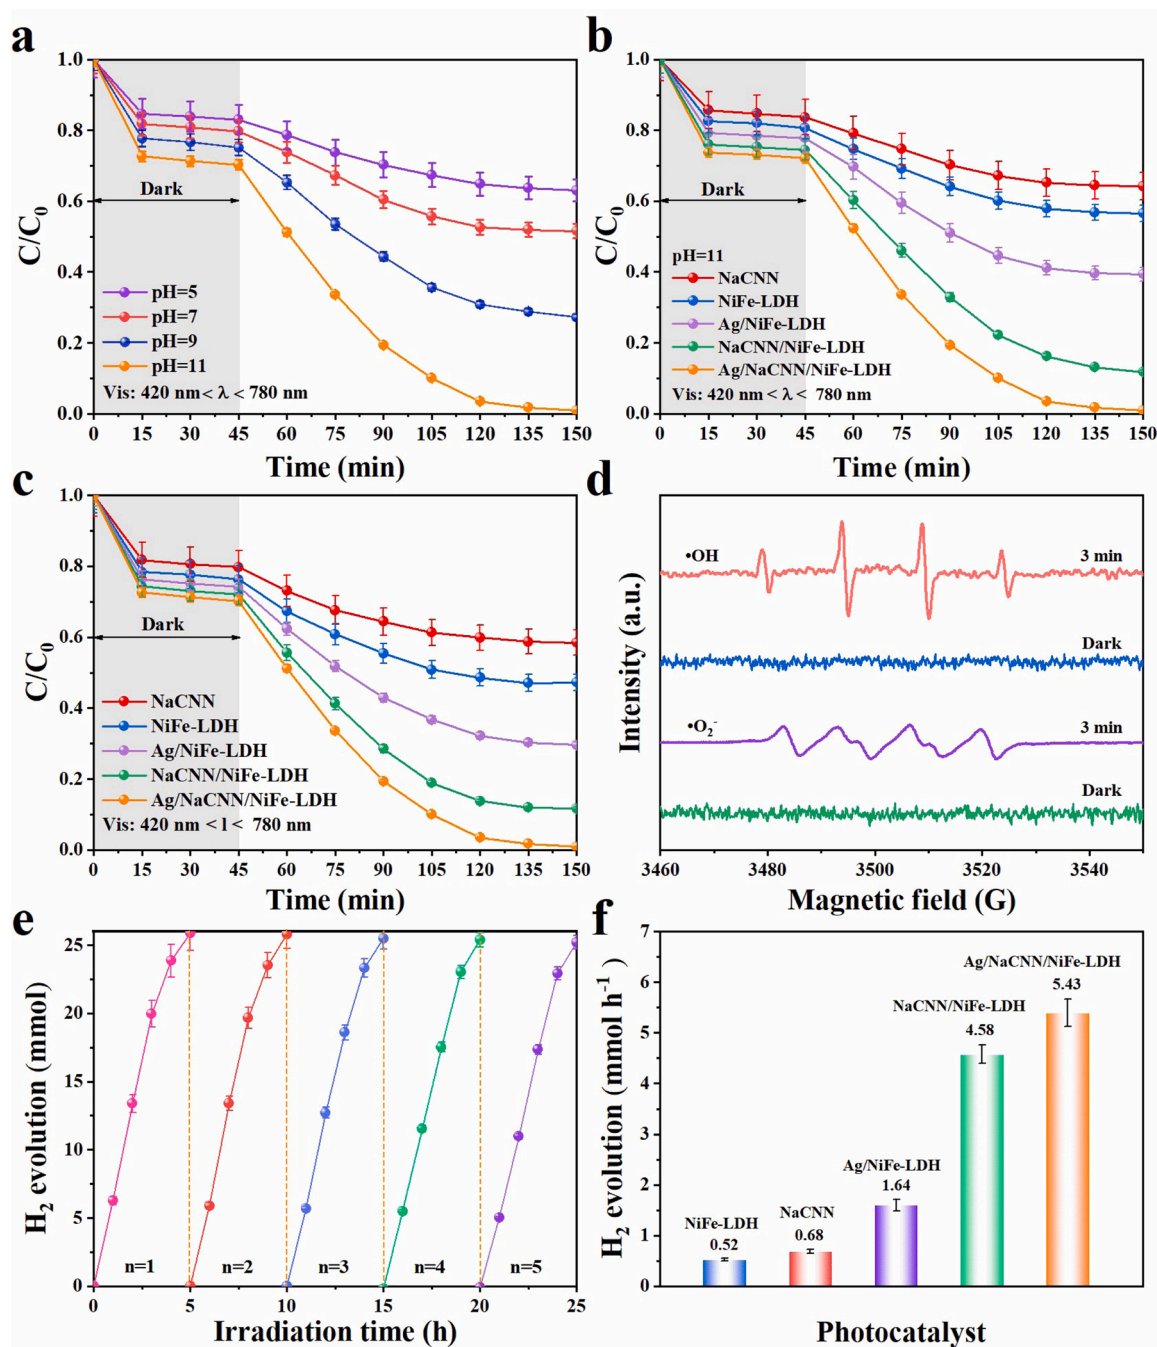 a
1.0
0.8
0.6
0.4
0.2
0.0
C/C0
Dark
pH=5
pH=7
pH=9
pH=11
Vis: 420 nm < λ < 780 nm
0 15 30 45 60 75 90 105 120 135 150
Time (min)
b
1.0
0.8
0.6
0.4
0.2
0.0
C/C0
Dark
pH=11
NaCNN
NiFe-LDH
Ag/NiFe-LDH
NaCNN/NiFe-LDH
Ag/NaCNN/NiFe-LDH
Vis: 420 nm < λ < 780 nm
0 15 30 45 60 75 90 105 120 135 150
Time (min)
c
1.0
0.8
0.6
0.4
0.2
0.0
C/C0
Dark
NaCNN
NiFe-LDH
Ag/NiFe-LDH
NaCNN/NiFe-LDH
Ag/NaCNN/NiFe-LDH
Vis: 420 nm < l < 780 nm
0 15 30 45 60 75 90 105 120 135 150
Time (min)
d
Intensity (a.u.)
•OH 3 min
Dark
•O2- 3 min
Dark
3460 3480 3500 3520 3540
Magnetic field (G)
e
25
20
15
10
5
0
H2 evolution (mmol)
n=1 n=2 n=3 n=4 n=5
0 5 10 15 20 25
Irradiation time (h)
f
7
6
5
4
3
2
1
0
H2 evolution (mmol h-1)
Ag/NaCNN/NiFe-LDH
5.43
NaCNN/NiFe-LDH
4.58
Ag/NiFe-LDH
1.64
NaCNN
0.68
NiFe-LDH
0.52
Photocatalyst